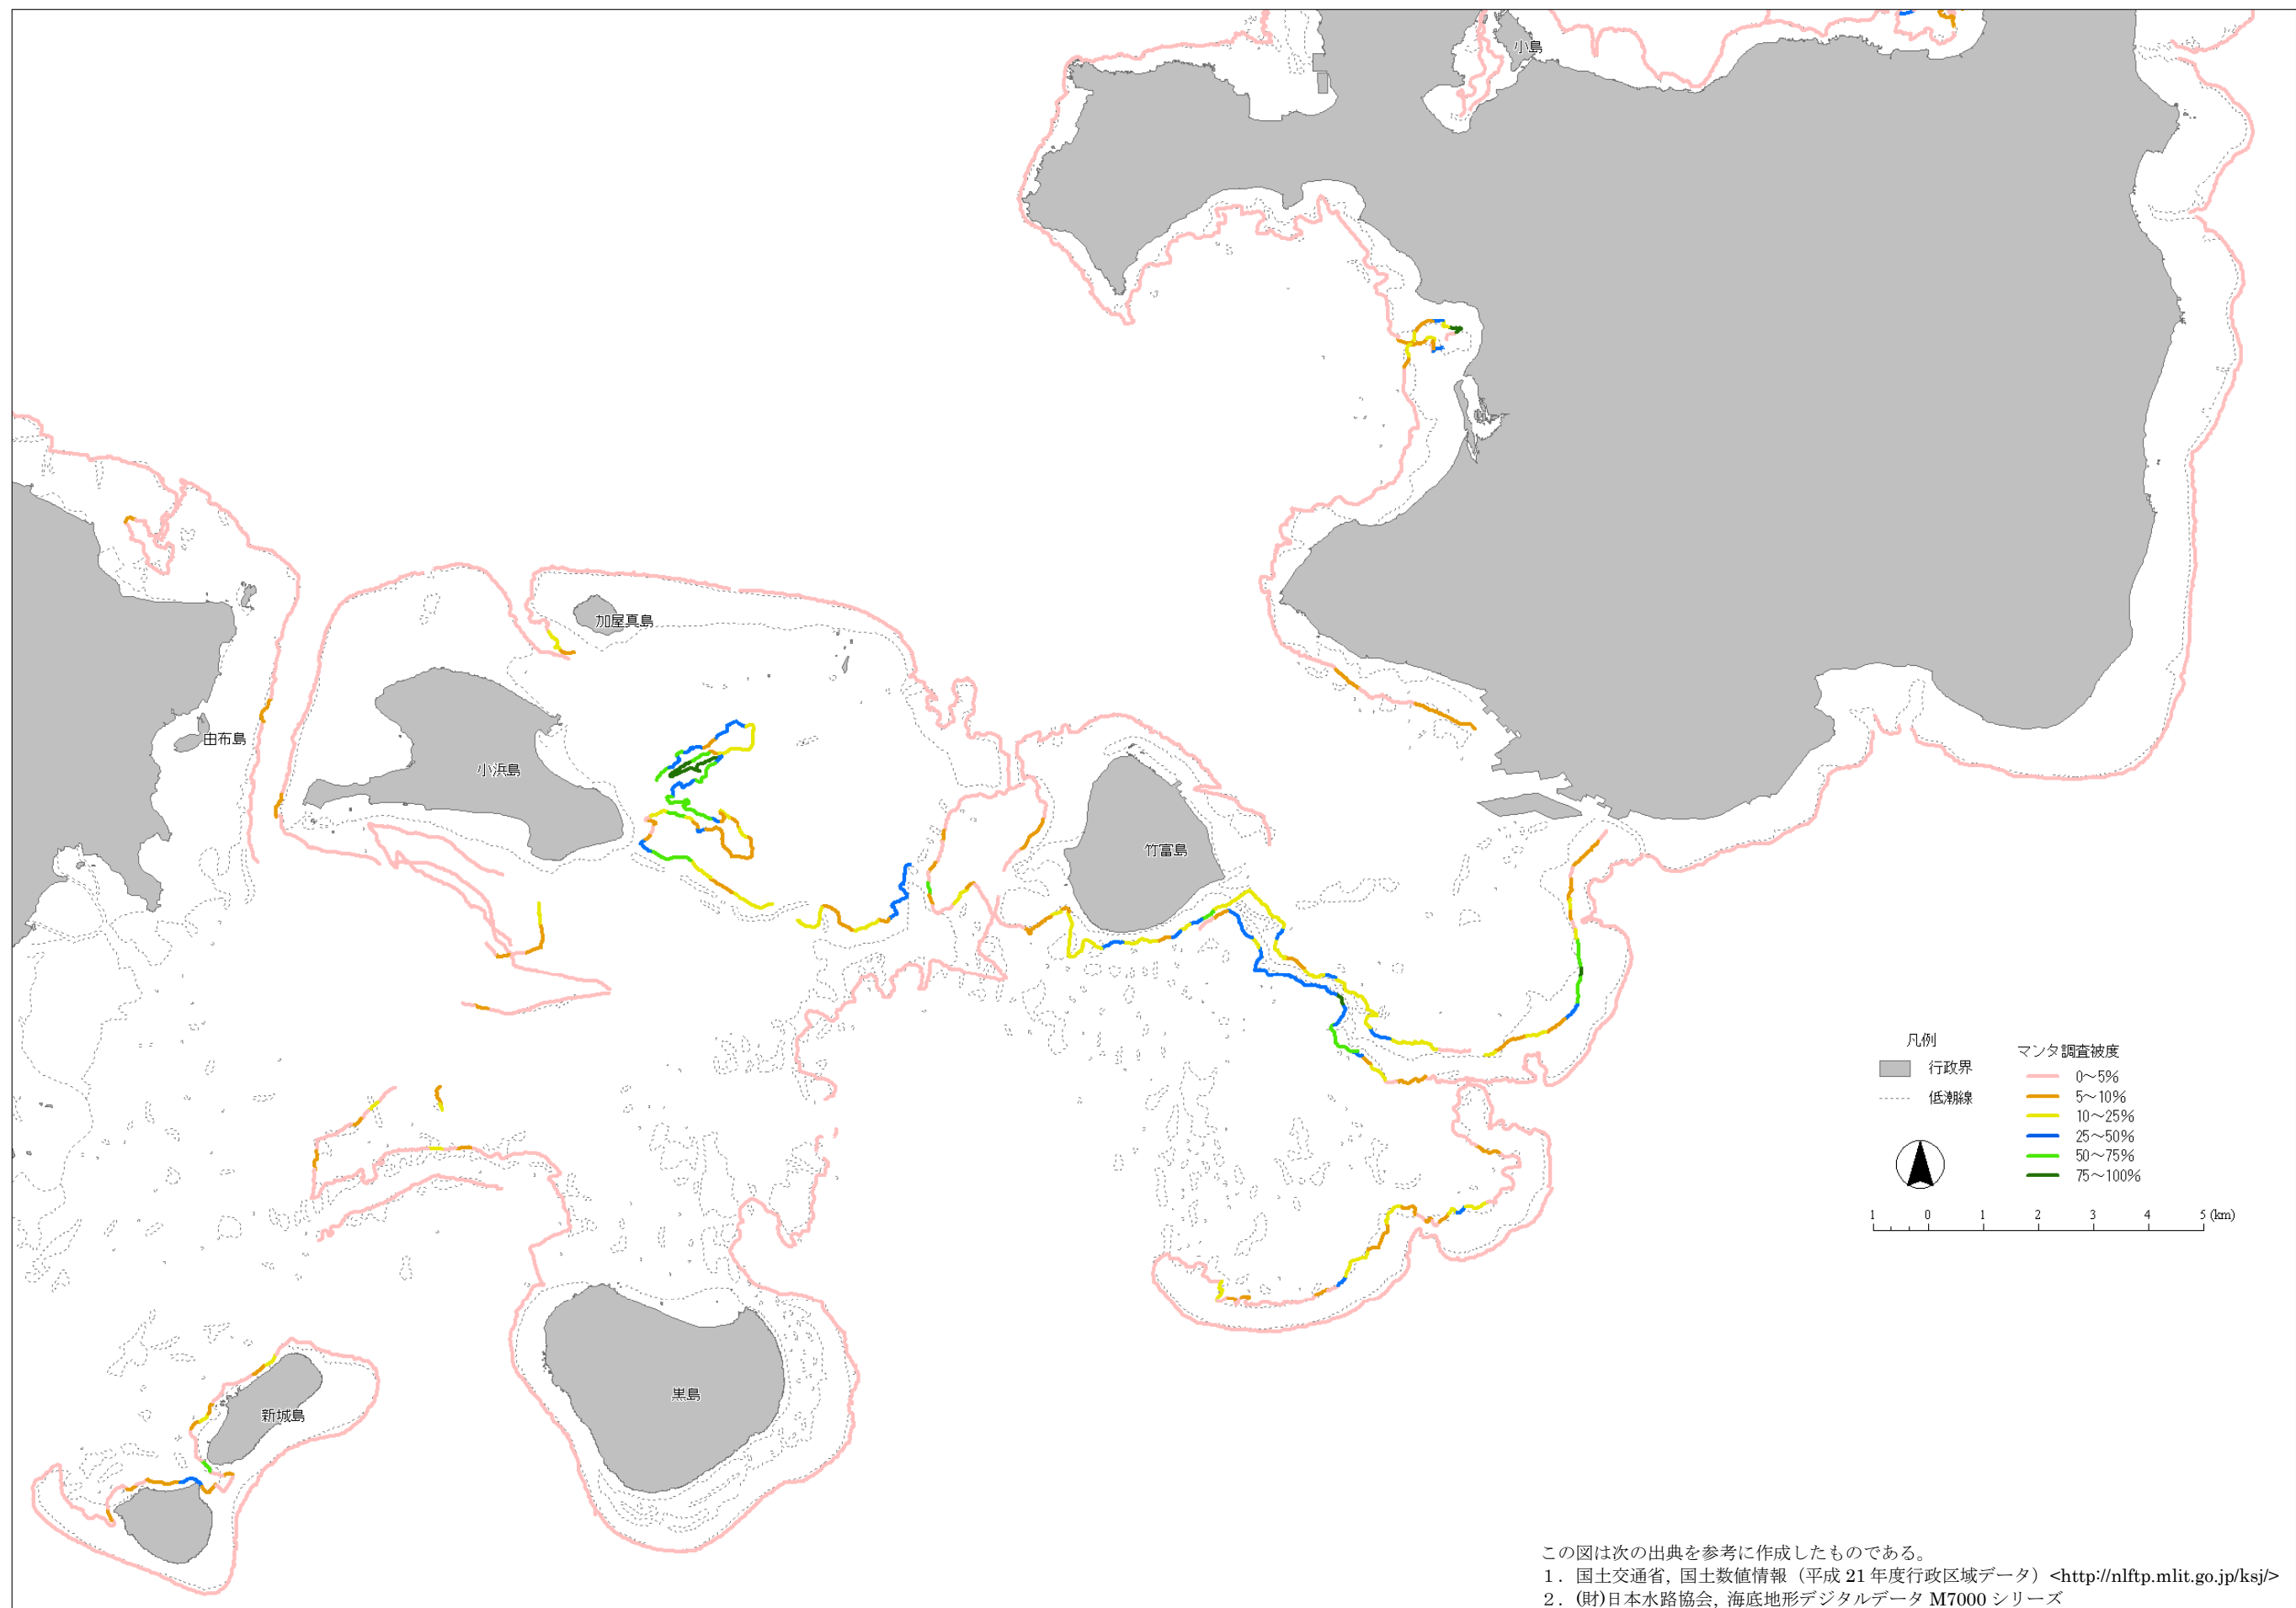 小島
加屋真島
由布島
小浜島
竹富島
黒島
新城島
凡例
行政界
低潮線
マンタ調査被度
0～5%
5～10%
10～25%
25～50%
50～75%
75～100%
1 0 1 2 3 4 5 (km)
この図は次の出典を参考に作成したものである。
１．国土交通省, 国土数値情報（平成 21 年度行政区域データ）<http://nlftp.mlit.go.jp/ksj/>
２．(財)日本水路協会, 海底地形デジタルデータ M7000 シリーズ